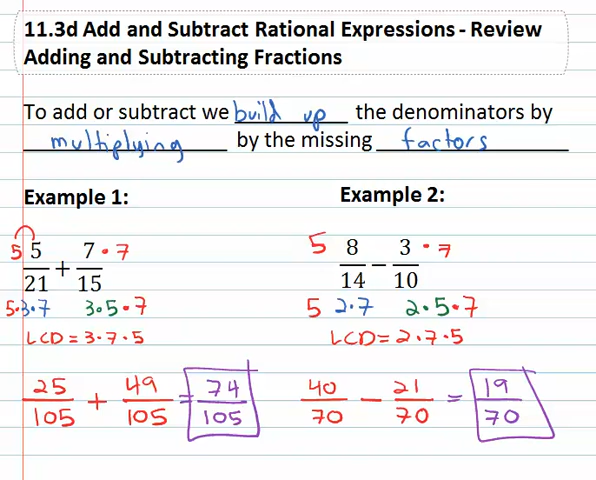 11.3d Add and Subtract Rational Expressions - Review
Adding and Subtracting Fractions
To add or subtract we build up the denominators by
multiplying by the missing factors
Example 1:
5 5/21 + 7/15 • 7
5•3•7 3•5•7
LCD = 3•7•5
25/105 + 49/105 = 74/105
Example 2:
5 8/14 − 3/10 • 7
5 2•7 2•5•7
LCD = 2•7•5
40/70 − 21/70 = 19/70